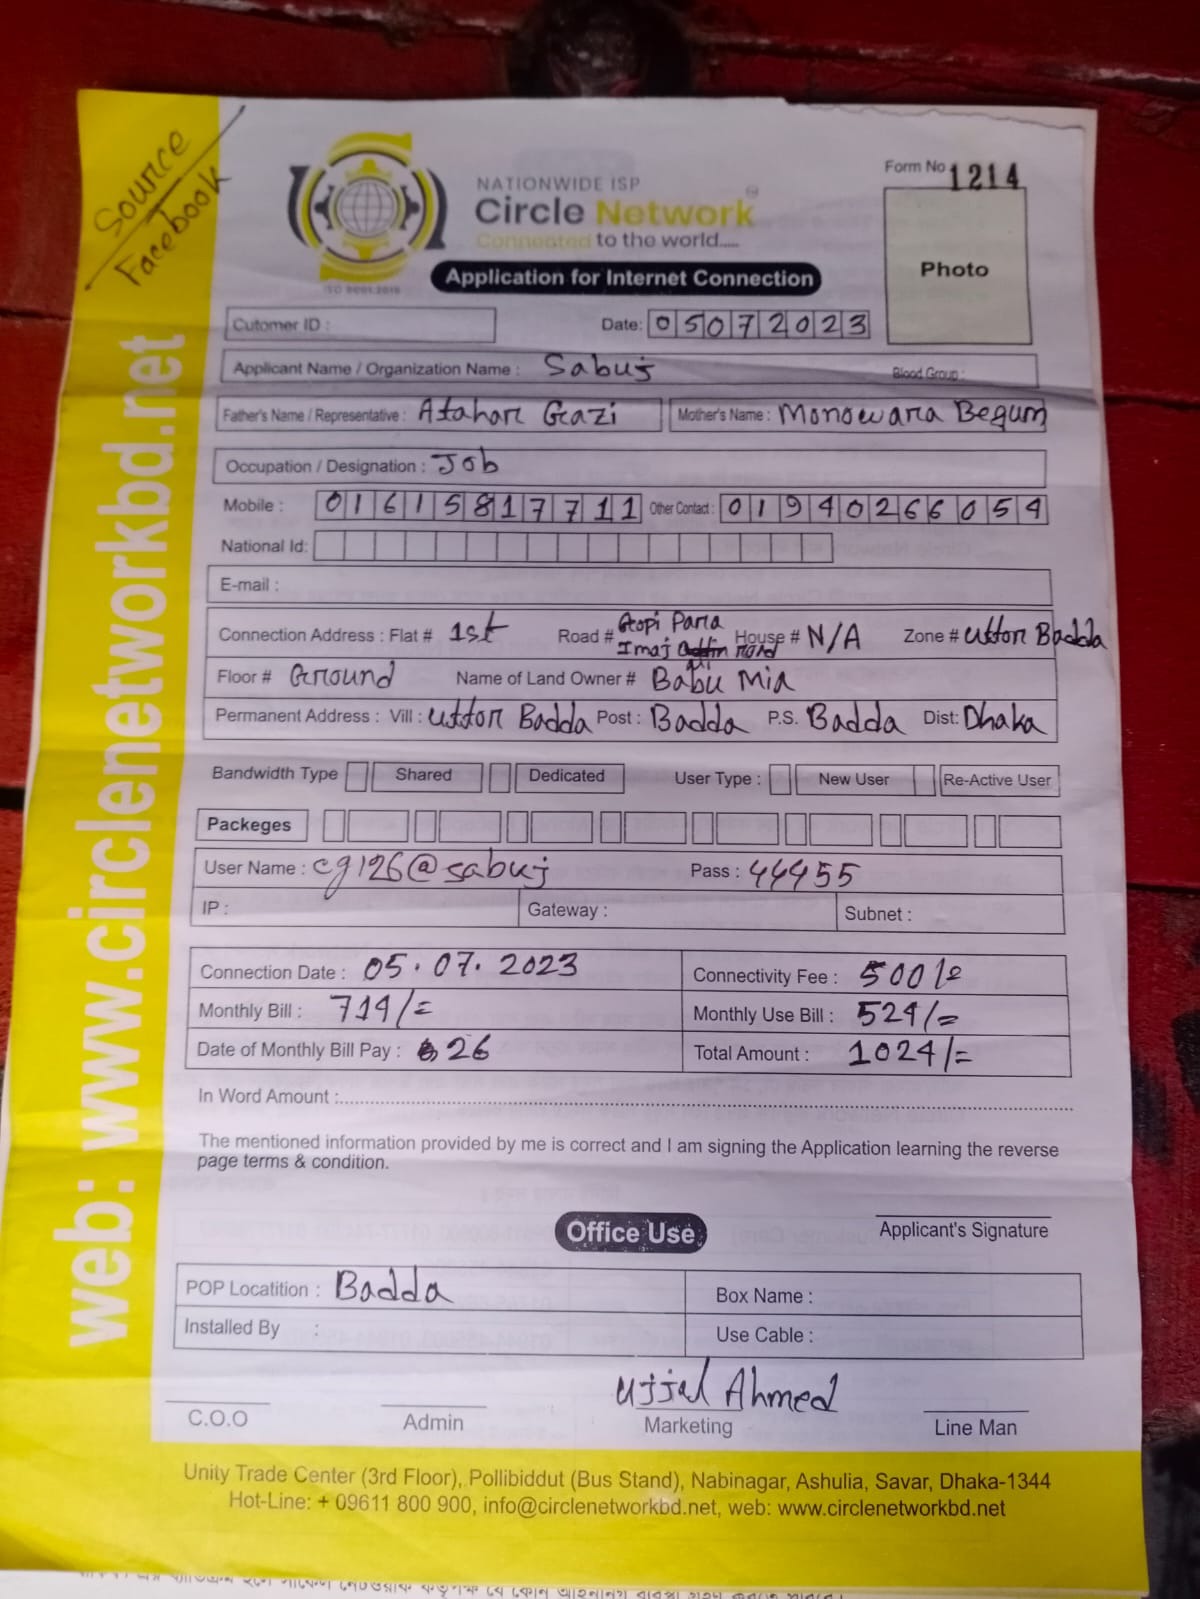 Source
Facebook
NATIONWIDE ISP
Circle Network
Connected to the world.....
ISO 9001:2015
Form No 1214
Photo
Application for Internet Connection
Cutomer ID :
Date: 05072023
Applicant Name / Organization Name : Sabuj
Blood Group :
Father's Name / Representative : Atahar Gazi
Mother's Name : Monowara Begum
Occupation / Designation : Job
Mobile : 01615817711 Other Contact : 01940266054
National Id:
E-mail :
Connection Address : Flat # 1st Road # Gopi Para Imaj Road House # N/A Zone # Uttor Badda
Floor # Ground Name of Land Owner # Babu Mia
Permanent Address : Vill : Uttor Badda Post : Badda P.S. Badda Dist: Dhaka
Bandwidth Type Shared Dedicated User Type : New User Re-Active User
Packeges
User Name : cg126@sabuj Pass : 44455
IP : Gateway : Subnet :
Connection Date : 05.07.2023 Connectivity Fee : 500/=
Monthly Bill : 714/= Monthly Use Bill : 524/=
Date of Monthly Bill Pay : 26 Total Amount : 1024/=
In Word Amount :
The mentioned information provided by me is correct and I am signing the Application learning the reverse
page terms & condition.
Applicant's Signature
Office Use
POP Locatition : Badda Box Name :
Installed By : Use Cable :
Ujjal Ahmed
C.O.O Admin Marketing Line Man
Unity Trade Center (3rd Floor), Pollibiddut (Bus Stand), Nabinagar, Ashulia, Savar, Dhaka-1344
Hot-Line: + 09611 800 900, info@circlenetworkbd.net, web: www.circlenetworkbd.net
web: www.circlenetworkbd.net